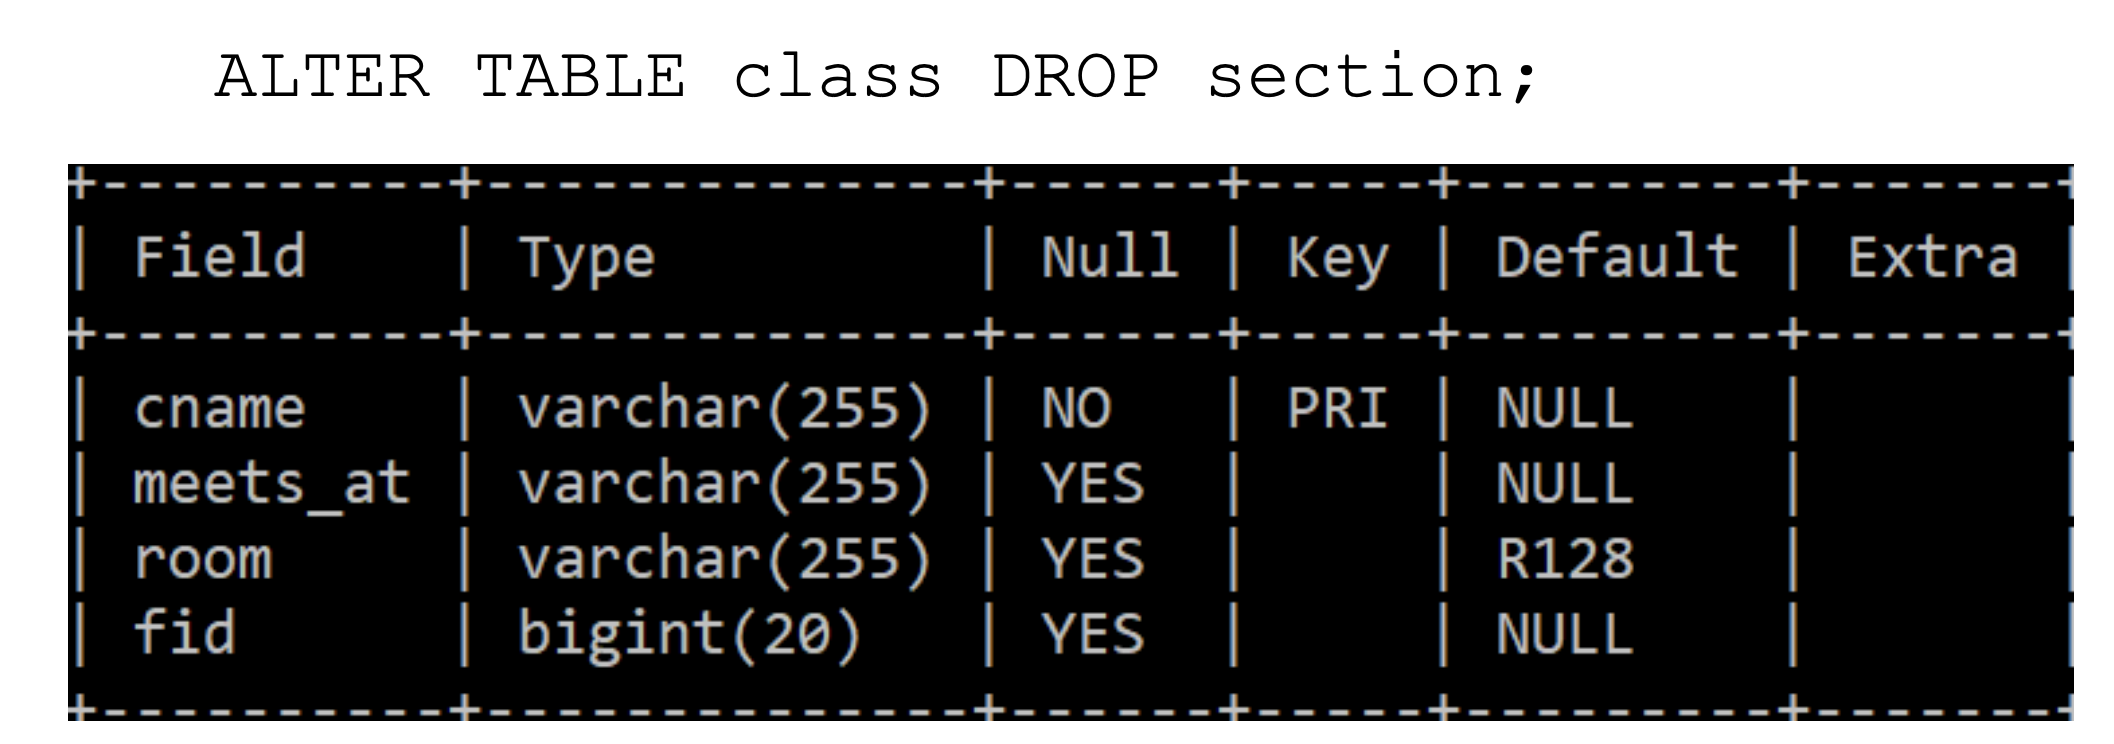 ALTER TABLE class DROP section;
+----------+--------------+------+-----+---------+-------+
| Field    | Type         | Null | Key | Default | Extra |
+----------+--------------+------+-----+---------+-------+
| cname    | varchar(255) | NO   | PRI | NULL    |       |
| meets_at | varchar(255) | YES  |     | NULL    |       |
| room     | varchar(255) | YES  |     | R128    |       |
| fid      | bigint(20)   | YES  |     | NULL    |       |
+----------+--------------+------+-----+---------+-------+